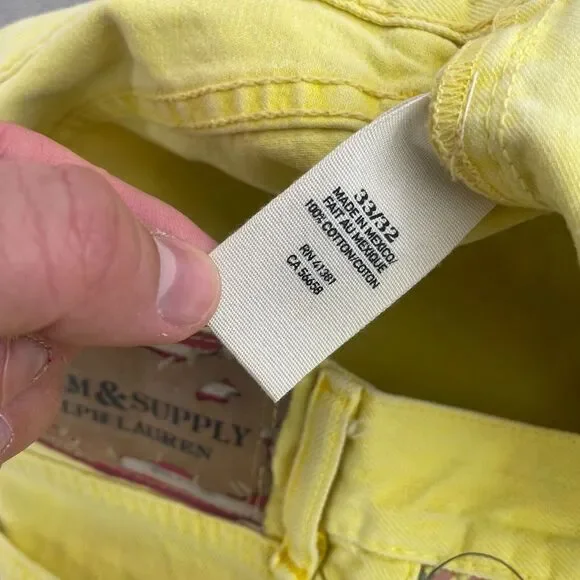 33/32
MADE IN MEXICO/
FAIT AU MEXIQUE
100% COTTON/COTON
RN 41381
CA 56658
M & SUPPLY
LPH LAUREN